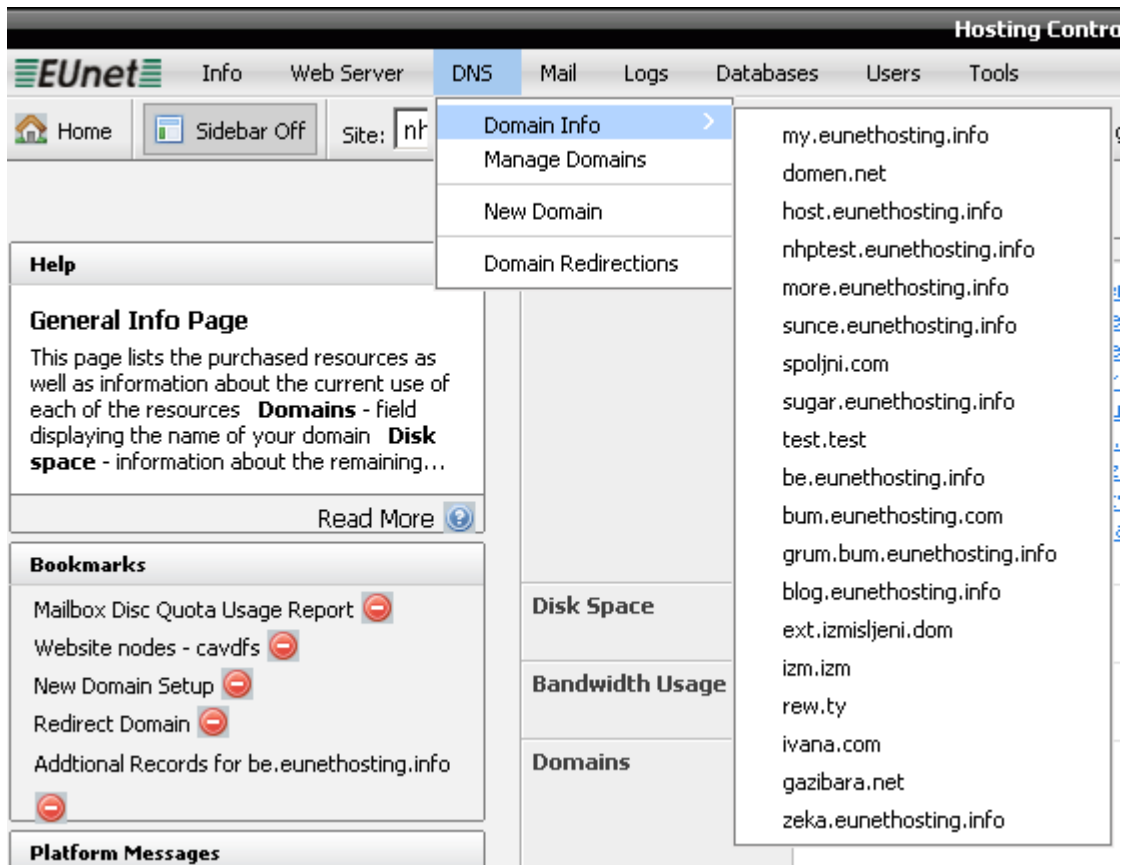 Hosting Contro
EUnet Info Web Server DNS Mail Logs Databases Users Tools
Home Sidebar Off Site: nh
Domain Info
Manage Domains
New Domain
Domain Redirections
my.eunethosting.info
domen.net
host.eunethosting.info
nhptest.eunethosting.info
more.eunethosting.info
sunce.eunethosting.info
spoljni.com
sugar.eunethosting.info
test.test
be.eunethosting.info
bum.eunethosting.com
grum.bum.eunethosting.info
blog.eunethosting.info
ext.izmisljeni.dom
izm.izm
rew.ty
ivana.com
gazibara.net
zeka.eunethosting.info
Help
General Info Page
This page lists the purchased resources as
well as information about the current use of
each of the resources Domains - field
displaying the name of your domain Disk
space - information about the remaining...
Read More
Bookmarks
Mailbox Disc Quota Usage Report
Website nodes - cavdfs
New Domain Setup
Redirect Domain
Addtional Records for be.eunethosting.info
Platform Messages
Disk Space
Bandwidth Usage
Domains